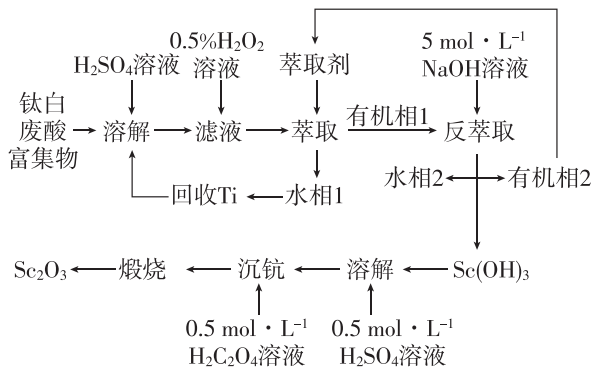 H₂SO₄溶液
0.5%H₂O₂
溶液
萃取剂
5 mol·L⁻¹
NaOH溶液
钛白
废酸
富集物
溶解
滤液
萃取
有机相1
反萃取
回收Ti
水相1
水相2
有机相2
Sc₂O₃
煅烧
沉钪
溶解
Sc(OH)₃
0.5 mol·L⁻¹
H₂C₂O₄溶液
0.5 mol·L⁻¹
H₂SO₄溶液